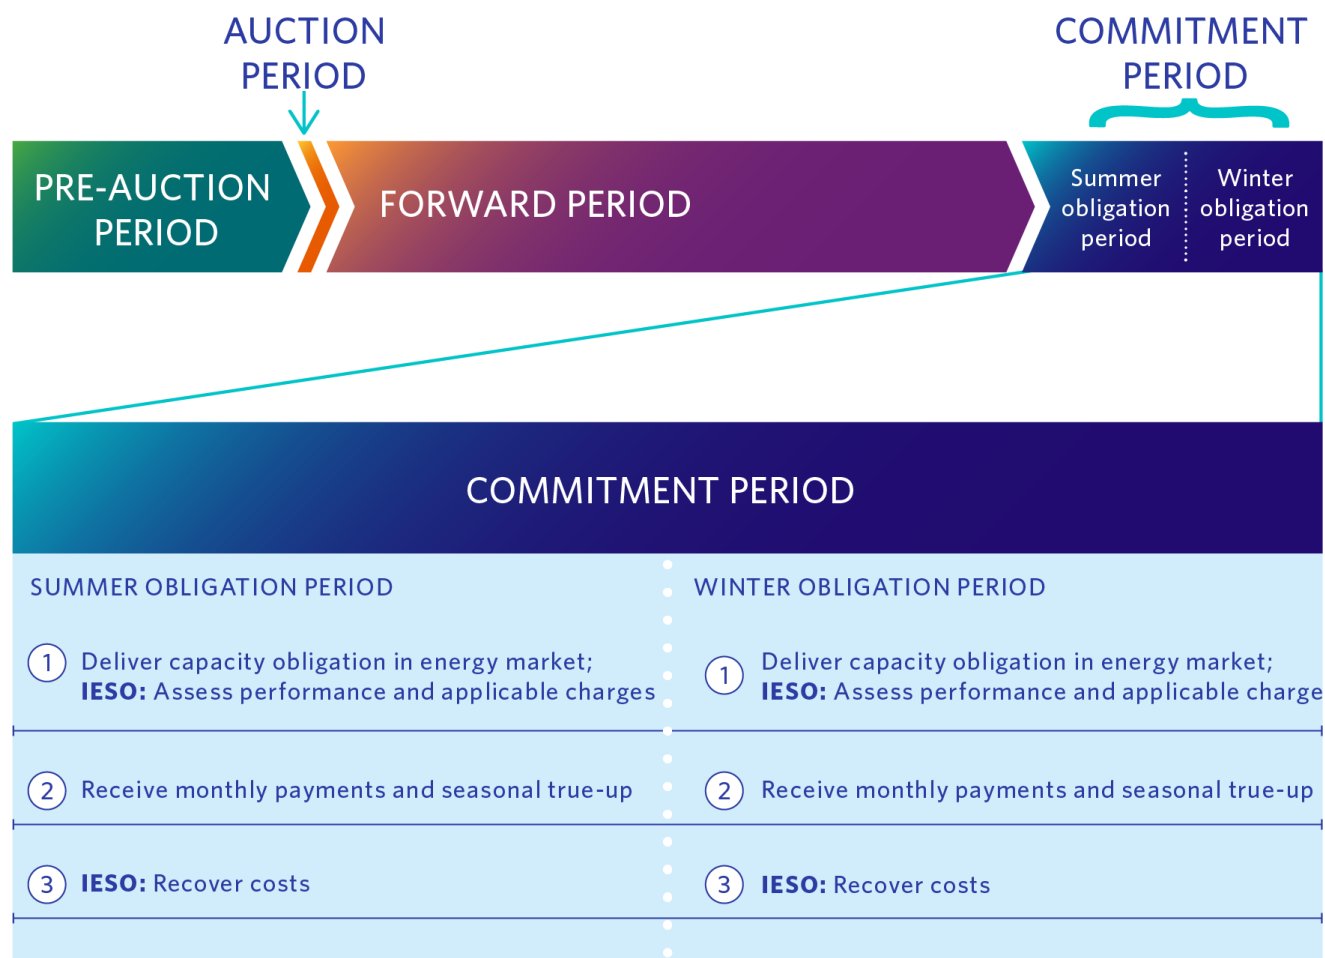 AUCTION
PERIOD
COMMITMENT
PERIOD
PRE-AUCTION
PERIOD
FORWARD PERIOD
Summer
obligation
period
Winter
obligation
period
COMMITMENT PERIOD
SUMMER OBLIGATION PERIOD
1 Deliver capacity obligation in energy market;
IESO: Assess performance and applicable charges
2 Receive monthly payments and seasonal true-up
3 IESO: Recover costs
WINTER OBLIGATION PERIOD
1 Deliver capacity obligation in energy market;
IESO: Assess performance and applicable charge
2 Receive monthly payments and seasonal true-up
3 IESO: Recover costs